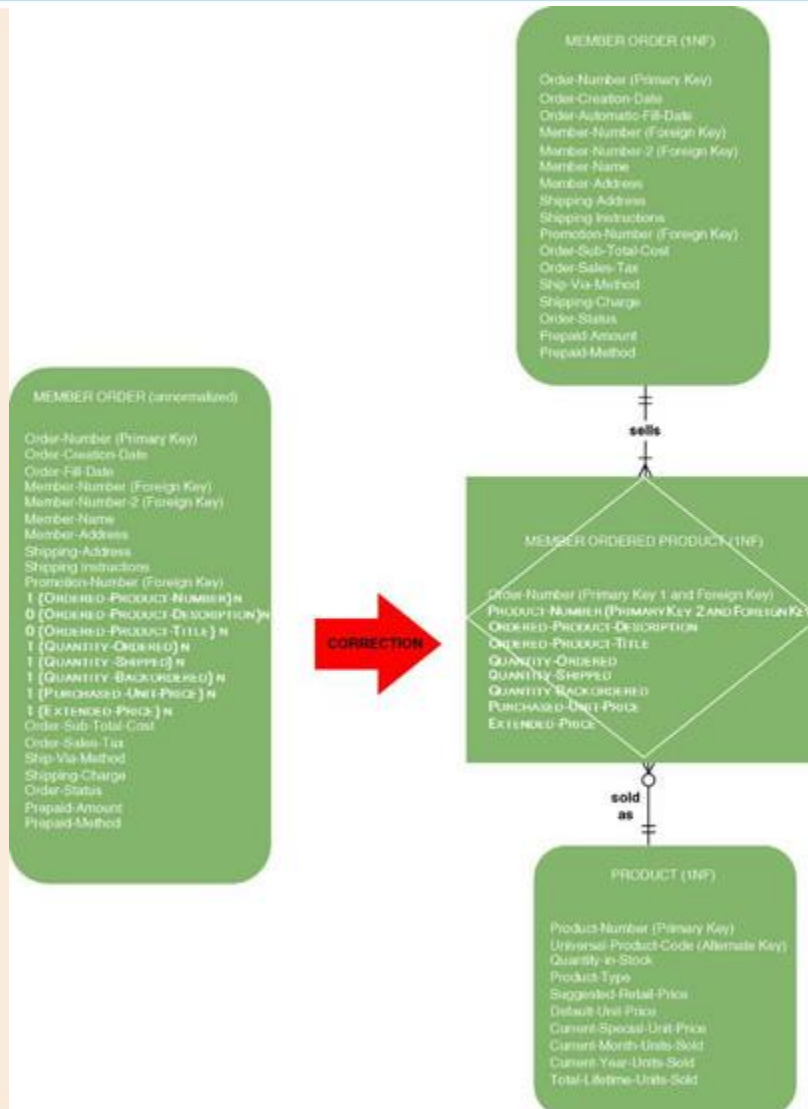 MEMBER ORDER (1NF)
Order-Number (Primary Key)
Order-Creation-Date
Order-Automatic-Fill-Date
Member-Number (Foreign Key)
Member-Number-2 (Foreign Key)
Member-Name
Member-Address
Shipping-Address
Shipping Instructions
Promotion-Number (Foreign Key)
Order-Sub-Total-Cost
Order-Sales-Tax
Ship-Via-Method
Shipping-Charge
Order-Status
Prepaid-Amount
Prepaid-Method
sells
MEMBER ORDER (unnormalized)
Order-Number (Primary Key)
Order-Creation-Date
Order-Fill-Date
Member-Number (Foreign Key)
Member-Number-2 (Foreign Key)
Member-Name
Member-Address
Shipping-Address
Shipping Instructions
Promotion-Number (Foreign Key)
1 {ORDERED-PRODUCT-NUMBER} N
0 {ORDERED-PRODUCT-DESCRIPTION} N
0 {ORDERED-PRODUCT-TITLE} N
1 {QUANTITY-ORDERED} N
1 {QUANTITY-SHIPPED} N
1 {QUANTITY-BACKORDERED} N
1 {PURCHASED-UNIT-PRICE} N
1 {EXTENDED-PRICE} N
Order-Sub-Total-Cost
Order-Sales-Tax
Ship-Via-Method
Shipping-Charge
Order-Status
Prepaid-Amount
Prepaid-Method
CORRECTION
MEMBER ORDERED PRODUCT (1NF)
Order-Number (Primary Key 1 and Foreign Key)
PRODUCT-NUMBER (PRIMARY KEY 2 AND FOREIGN KE
ORDERED-PRODUCT-DESCRIPTION
ORDERED-PRODUCT-TITLE
QUANTITY-ORDERED
QUANTITY-SHIPPED
QUANTITY-BACKORDERED
PURCHASED-UNIT-PRICE
EXTENDED-PRICE
sold
as
PRODUCT (1NF)
Product-Number (Primary Key)
Universal-Product-Code (Alternate Key)
Quantity-in-Stock
Product-Type
Suggested-Retail-Price
Default-Unit-Price
Current-Special-Unit-Price
Current-Month-Units-Sold
Current-Year-Units-Sold
Total-Lifetime-Units-Sold